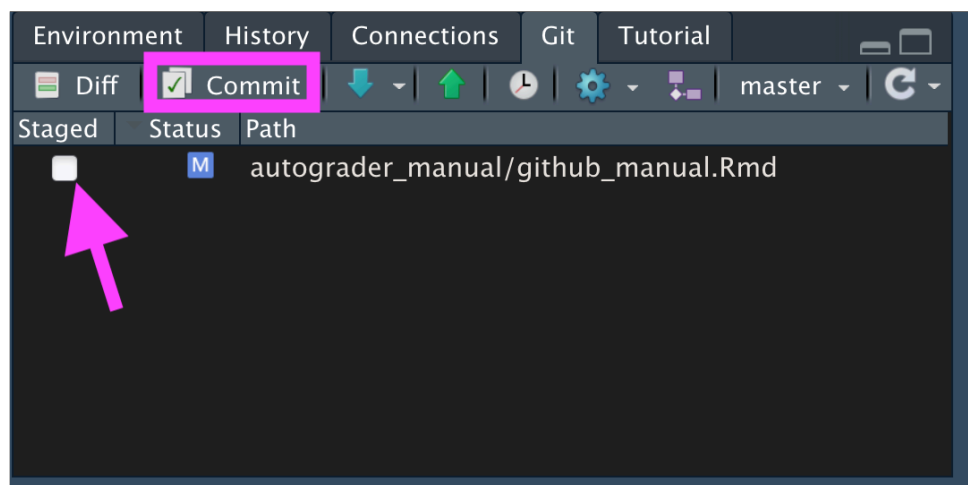 Environment History Connections Git Tutorial
Diff Commit master
Staged Status Path
M autograder_manual/github_manual.Rmd